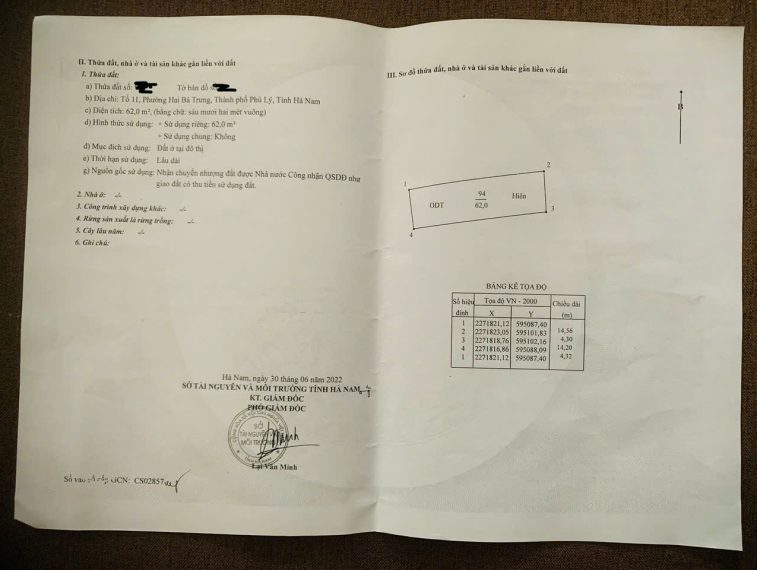 II. Thửa đất, nhà ở và tài sản khác gắn liền với đất
1. Thửa đất:
a) Thửa đất số: Tờ bản đồ
b) Địa chỉ: Tổ 11, Phường Hai Bà Trưng, Thành phố Phủ Lý, Tỉnh Hà Nam
c) Diện tích: 62,0 m², (bằng chữ: sáu mươi hai mét vuông)
d) Hình thức sử dụng: + Sử dụng riêng: 62,0 m²
+ Sử dụng chung: Không
đ) Mục đích sử dụng: Đất ở tại đô thị
e) Thời hạn sử dụng: Lâu dài
g) Nguồn gốc sử dụng: Nhận chuyển nhượng đất được Nhà nước Công nhận QSDĐ như
giao đất có thu tiền sử dụng đất.
2. Nhà ở: -/-
3. Công trình xây dựng khác: -/-
4. Rừng sản xuất là rừng trồng: -/-
5. Cây lâu năm: -/-
6. Ghi chú:
Hà Nam, ngày 30 tháng 06 năm 2022
SỞ TÀI NGUYÊN VÀ MÔI TRƯỜNG TỈNH HÀ NAM
KT. GIÁM ĐỐC
PHÓ GIÁM ĐỐC
SỞ
TÀI NGUYÊN VÀ
MÔI TRƯỜNG
Lại Văn Minh
Số vào GCN: CS02857
III. Sơ đồ thửa đất, nhà ở và tài sản khác gắn liền với đất
B
1
2
94
62,0
ODT
Hiên
3
4
BẢNG KÊ TỌA ĐỘ
Số hiệu đỉnh Tọa độ VN - 2000 Chiều dài (m)
X Y
1 2271821,12 595087,40
14,56
2 2271823,05 595101,83
4,30
3 2271818,76 595102,16
14,20
4 2271816,86 595088,09
4,32
1 2271821,12 595087,40